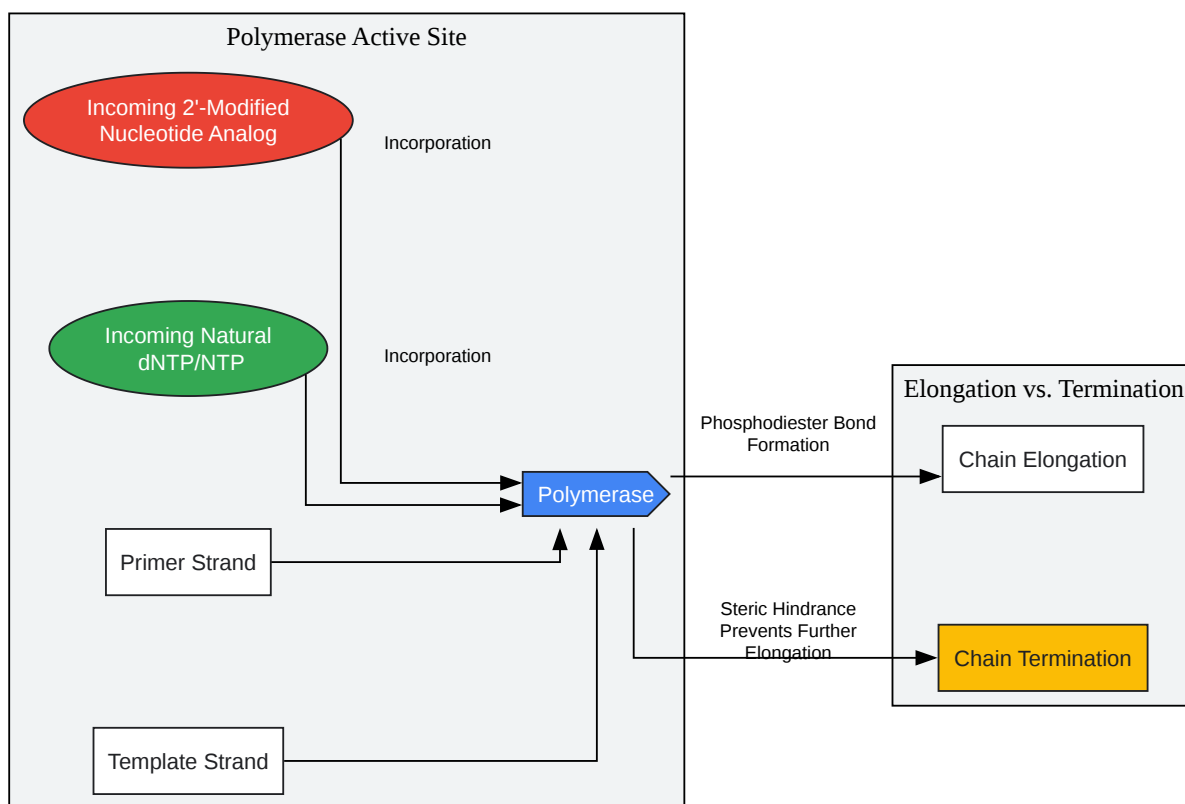 Polymerase Active Site
Incoming 2'-Modified
Nucleotide Analog
Incorporation
Incoming Natural
dNTP/NTP
Incorporation
Elongation vs. Termination
Phosphodiester Bond
Formation
Chain Elongation
Polymerase
Primer Strand
Steric Hindrance
Prevents Further
Elongation
Chain Termination
Template Strand